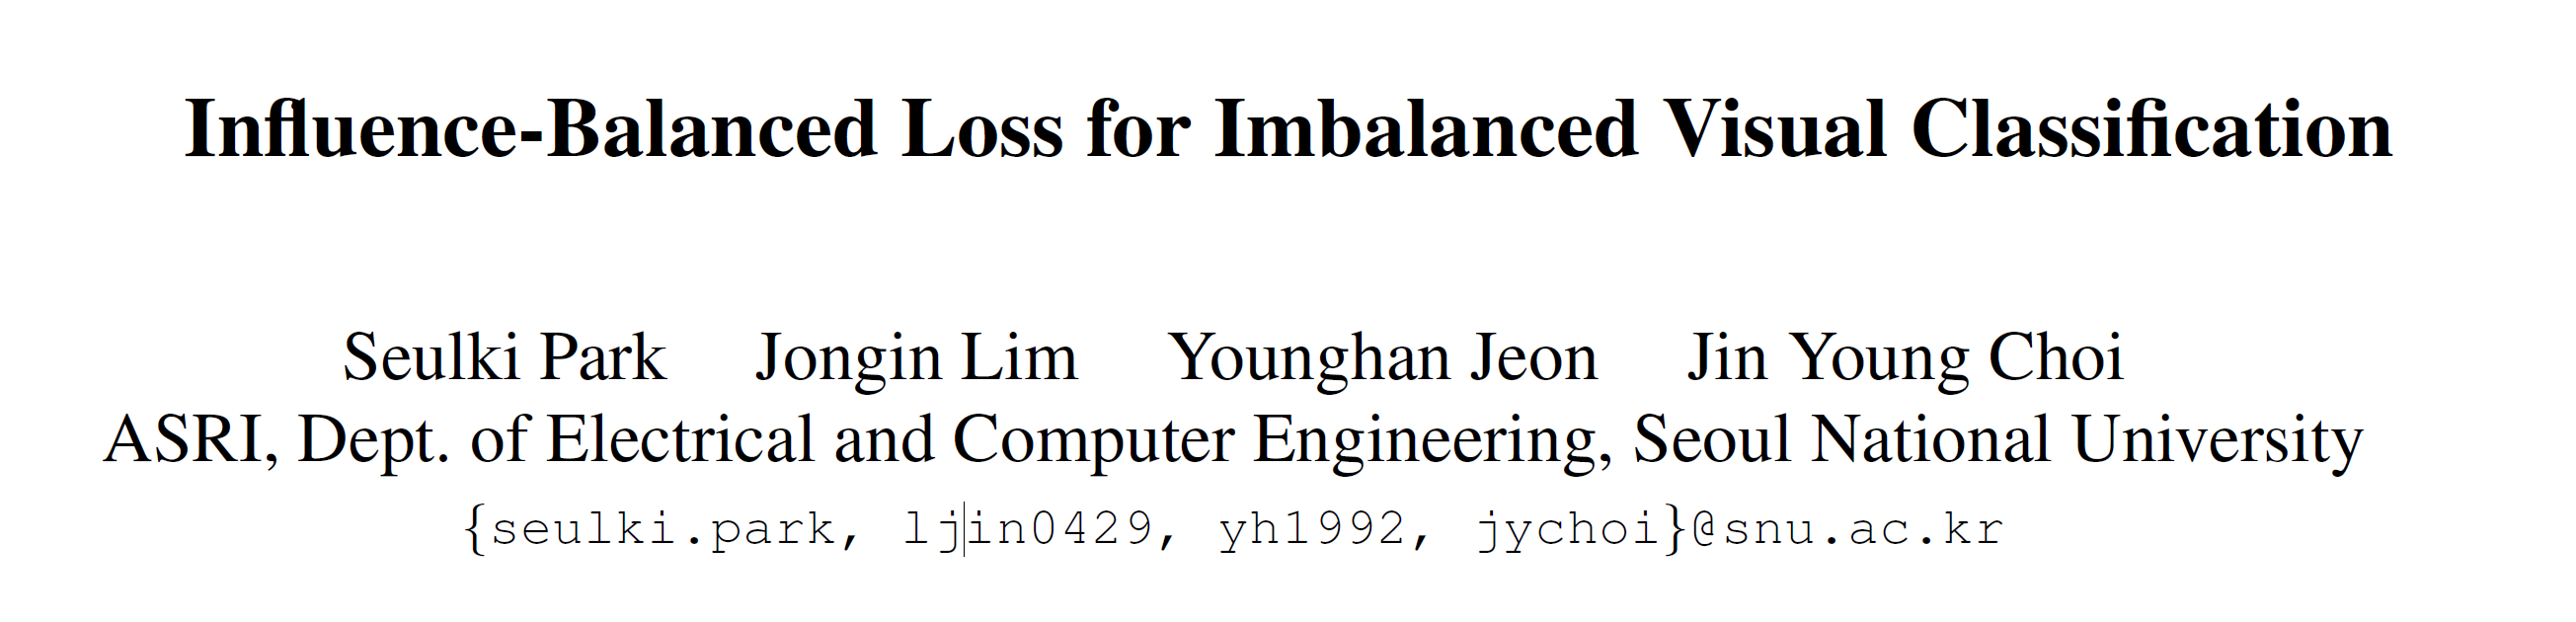 Influence-Balanced Loss for Imbalanced Visual Classification
Seulki Park Jongin Lim Younghan Jeon Jin Young Choi
ASRI, Dept. of Electrical and Computer Engineering, Seoul National University
{seulki.park, ljin0429, yh1992, jychoi}@snu.ac.kr